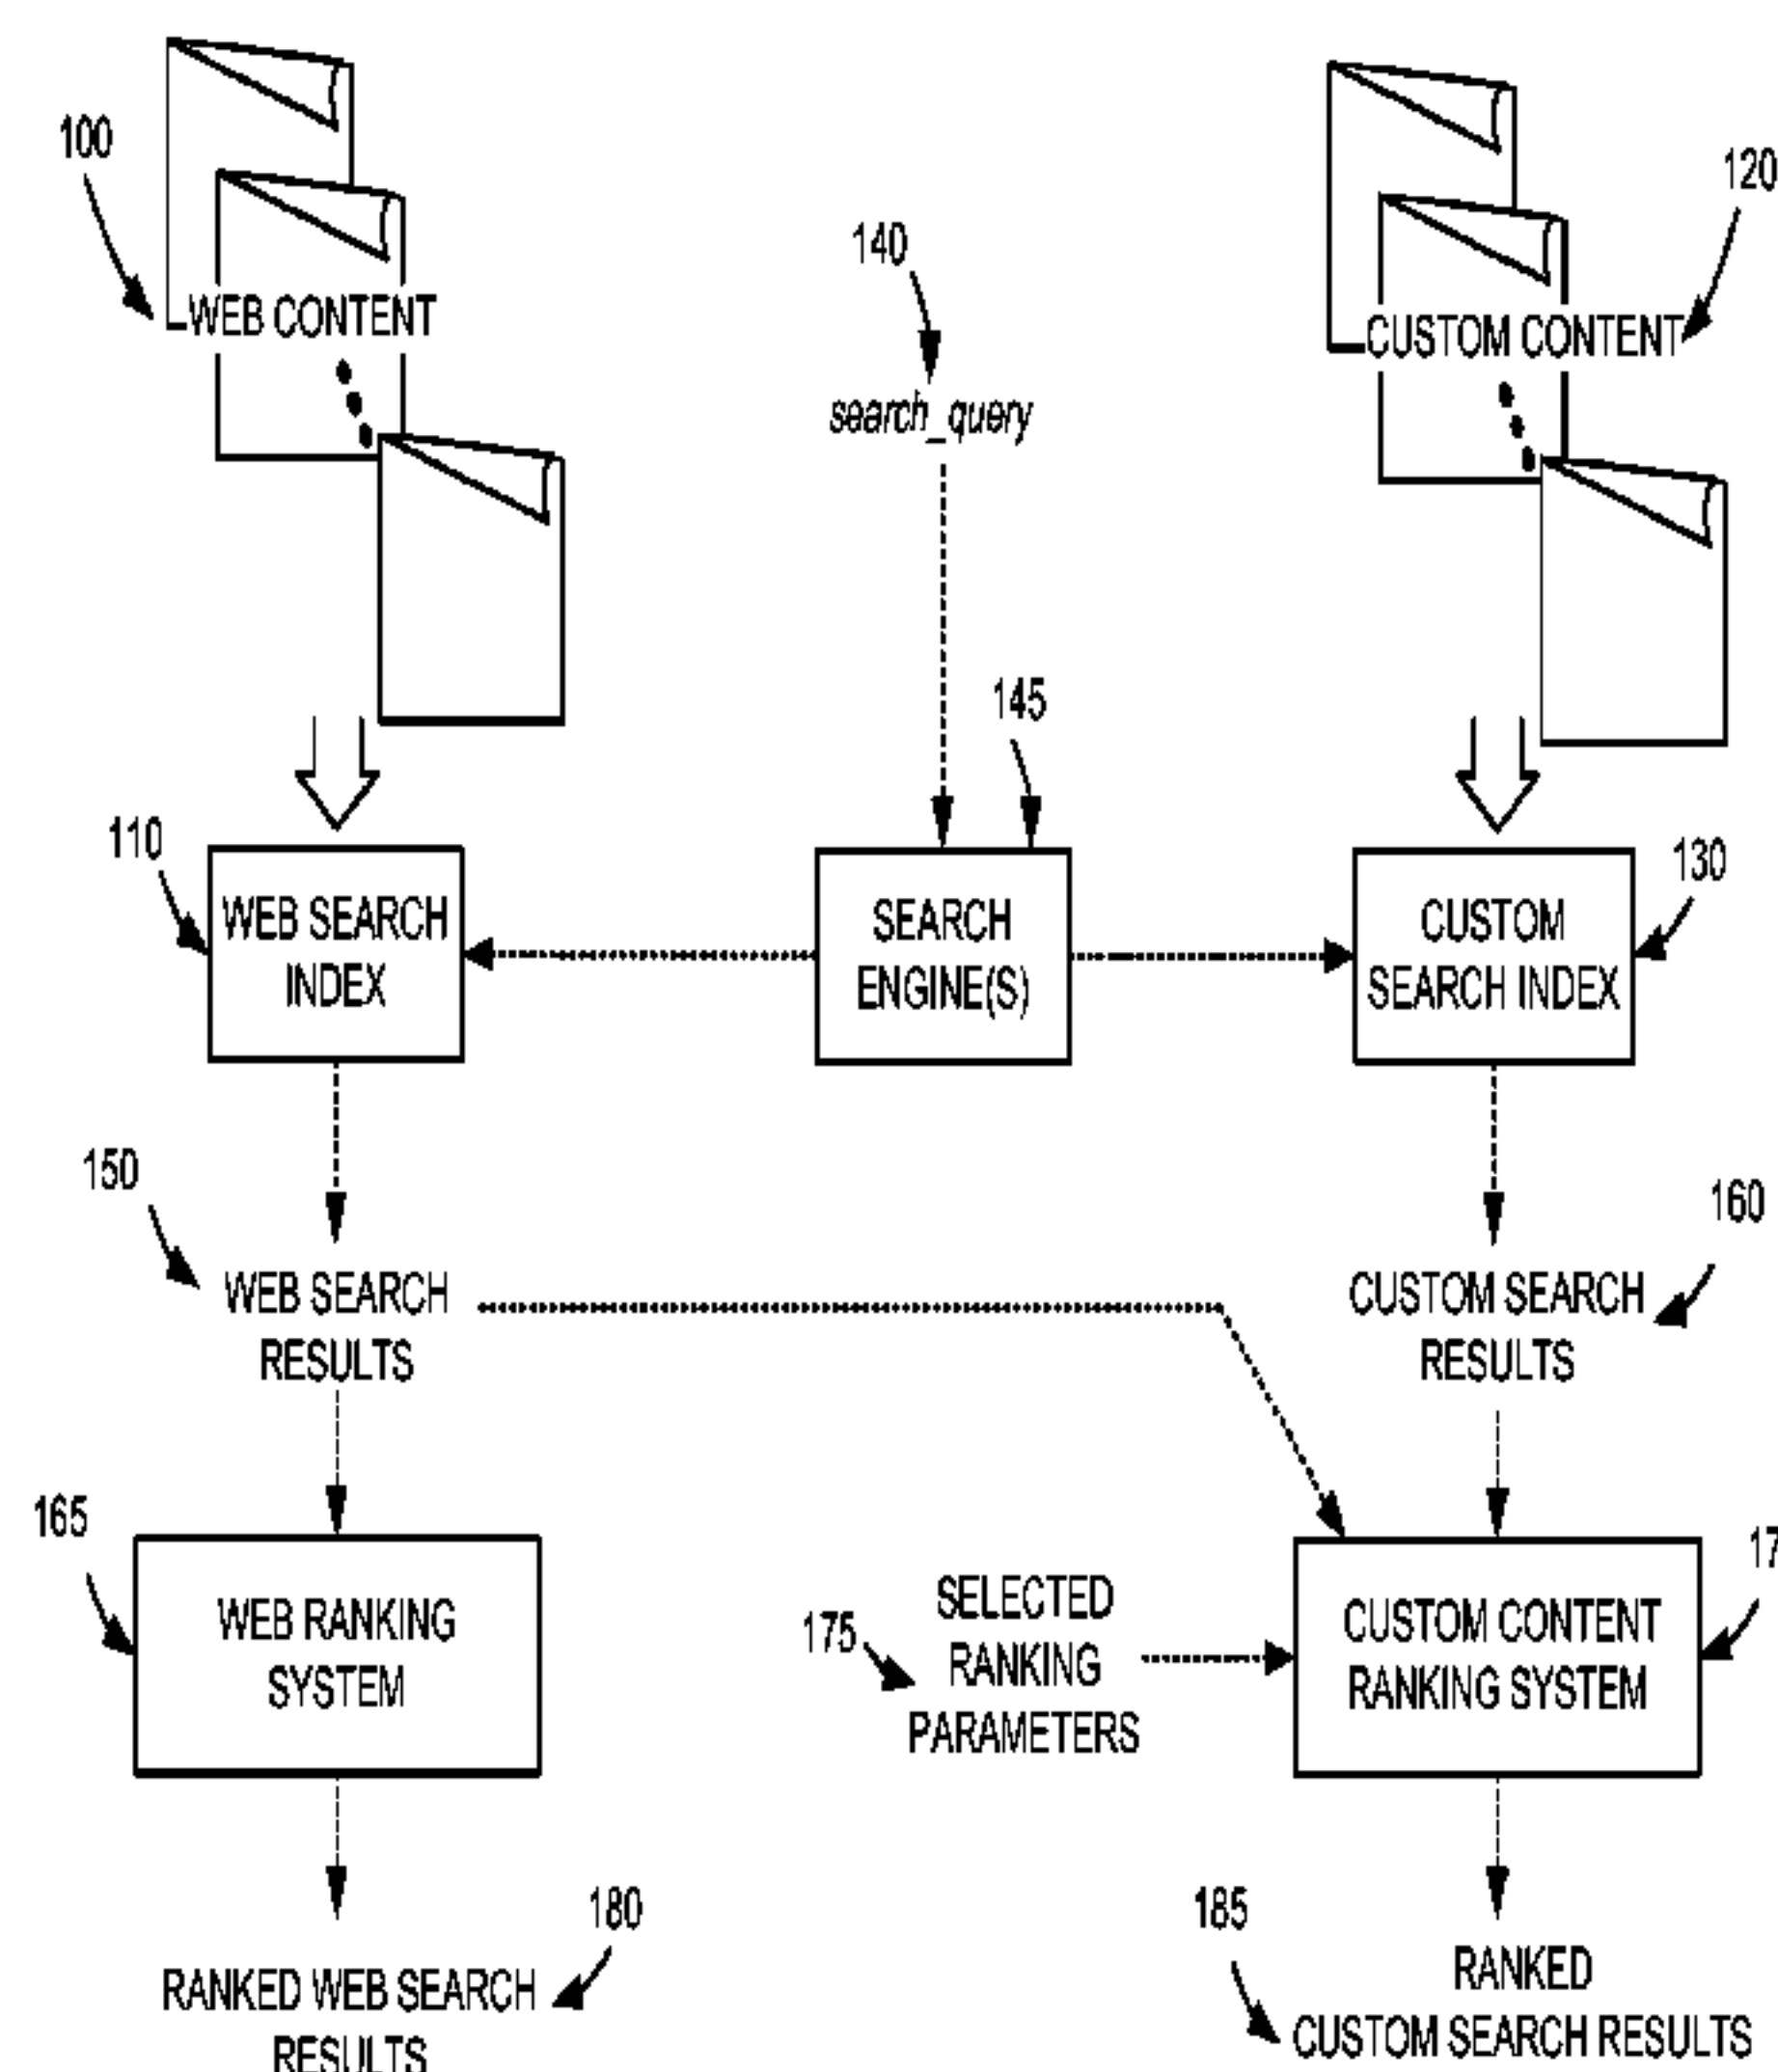 100
120
140
WEB CONTENT
CUSTOM CONTENT
search_query
145
110
130
WEB SEARCH
INDEX
SEARCH
ENGINE(S)
CUSTOM
SEARCH INDEX
150
160
WEB SEARCH
RESULTS
CUSTOM SEARCH
RESULTS
165
WEB RANKING
SYSTEM
175
SELECTED
RANKING
PARAMETERS
CUSTOM CONTENT
RANKING SYSTEM
180
185
RANKED WEB SEARCH
RESULTS
RANKED
CUSTOM SEARCH RESULTS